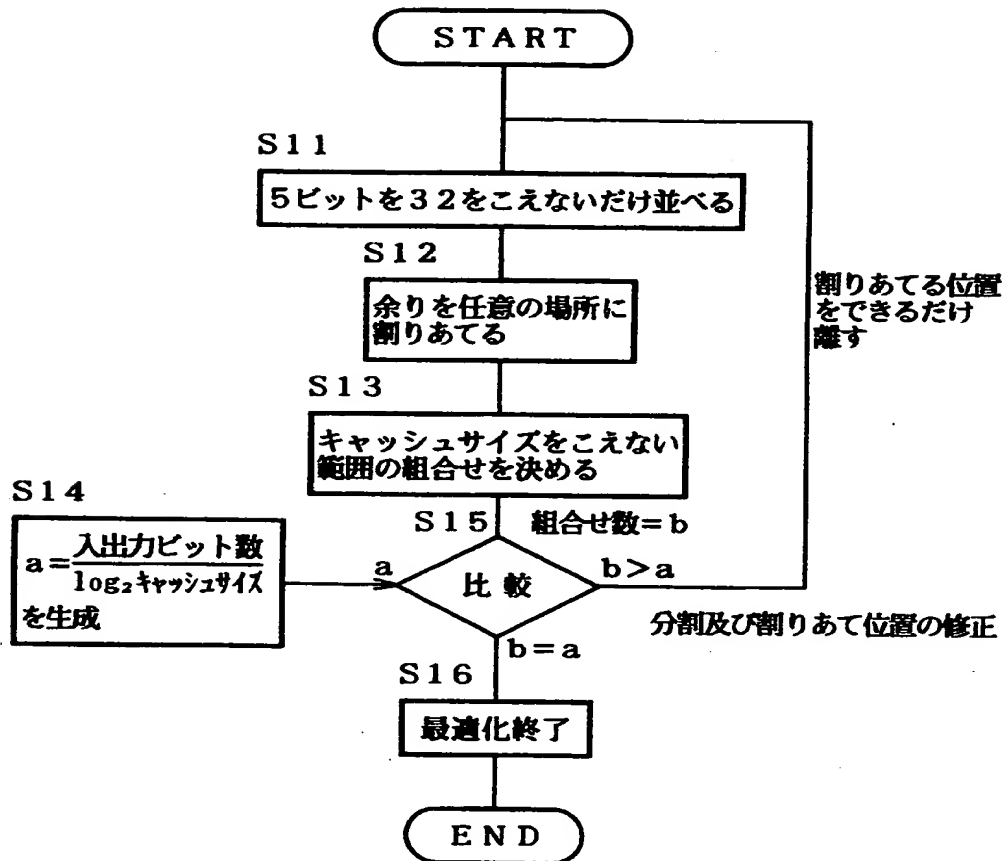 START
S11
5ビットを32をこえないだけ並べる
S12
余りを任意の場所に
割りあてる
割りあてる位置
をできるだけ
離す
S13
キャッシュサイズをこえない
範囲の組合せを決める
S14
a=入出力ビット数/log₂キャッシュサイズ
を生成
S15
組合せ数=b
a
比較
b>a
分割及び割りあて位置の修正
b=a
S16
最適化終了
END